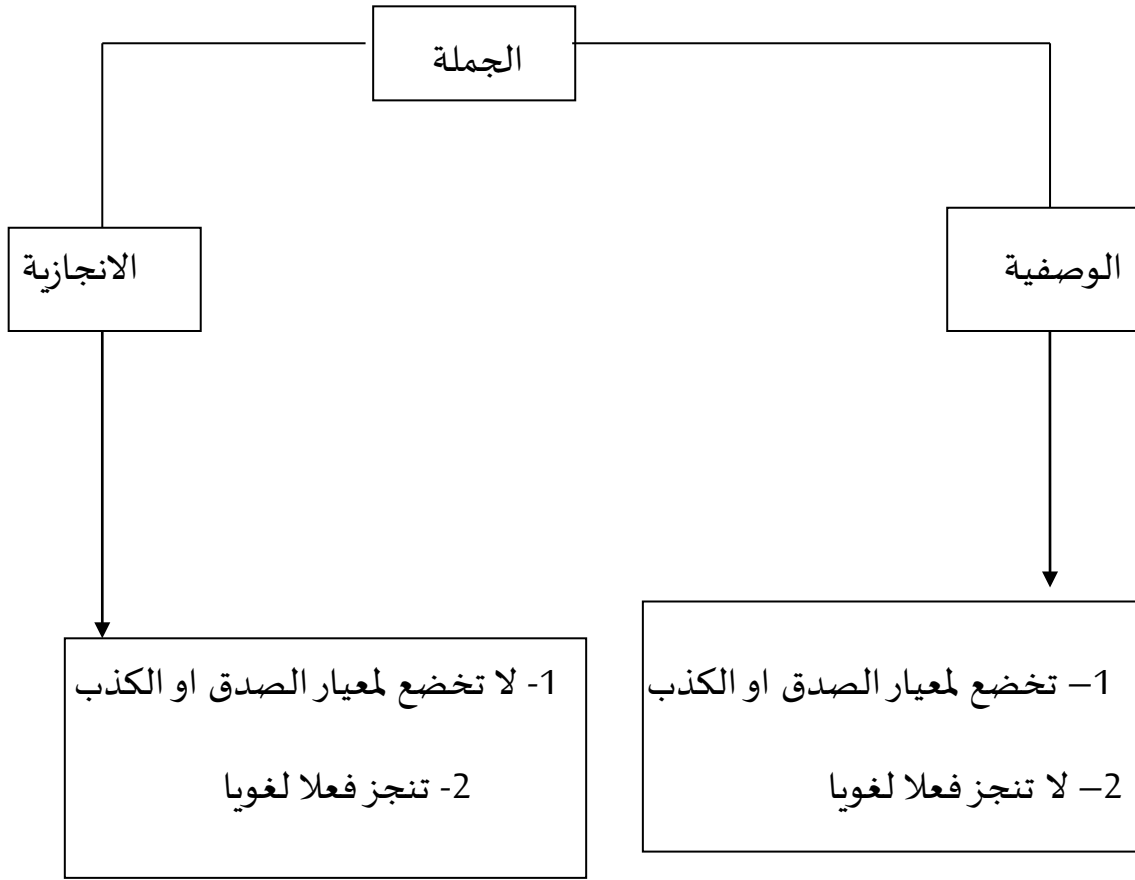 الجملة
الوصفية
الانجازية
1– تخضع لمعيار الصدق او الكذب
2– لا تنجز فعلا لغويا
1- لا تخضع لمعيار الصدق او الكذب
2- تنجز فعلا لغويا